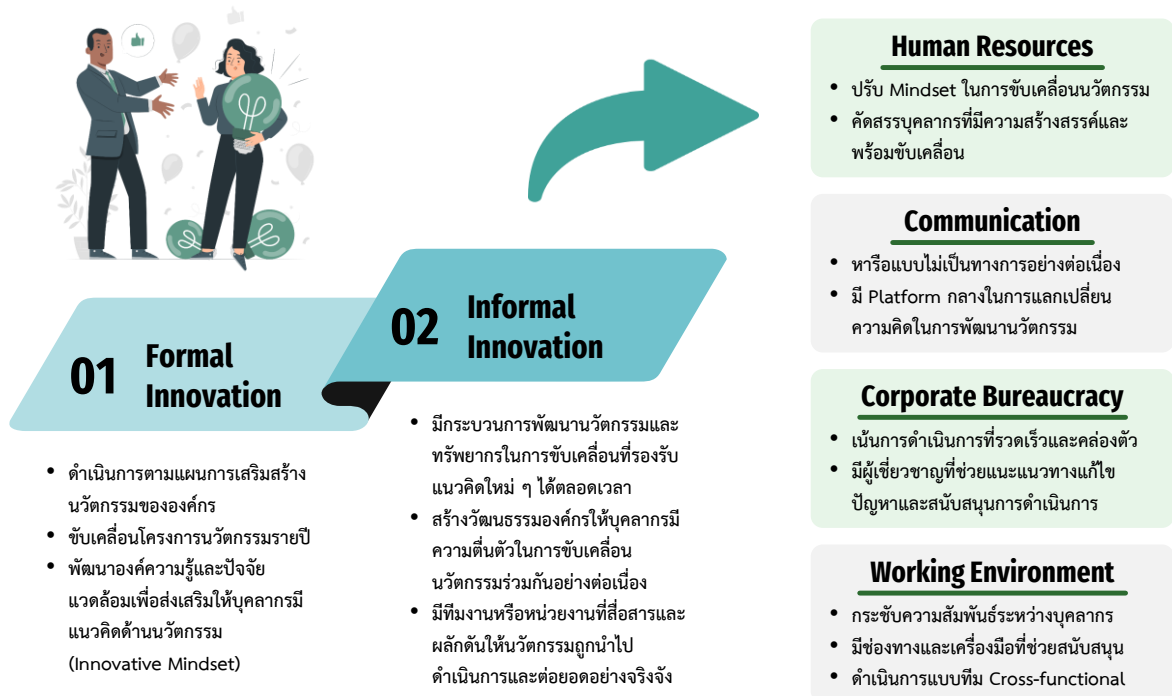 01
Formal
Innovation
ดำเนินการตามแผนการเสริมสร้าง
นวัตกรรมขององค์กร
ขับเคลื่อนโครงการนวัตกรรมรายปี
พัฒนาองค์ความรู้และปัจจัย
แวดล้อมเพื่อส่งเสริมให้บุคลากรมี
แนวคิดด้านนวัตกรรม
(Innovative Mindset)
02
Informal
Innovation
มีกระบวนการพัฒนานวัตกรรมและ
ทรัพยากรในการขับเคลื่อนที่รองรับ
แนวคิดใหม่ ๆ ได้ตลอดเวลา
สร้างวัฒนธรรมองค์กรให้บุคลากรมี
ความตื่นตัวในการขับเคลื่อน
นวัตกรรมร่วมกันอย่างต่อเนื่อง
มีทีมงานหรือหน่วยงานที่สื่อสารและ
ผลักดันให้นวัตกรรมถูกนำไป
ดำเนินการและต่อยอดอย่างจริงจัง
Human Resources
ปรับ Mindset ในการขับเคลื่อนนวัตกรรม
คัดสรรบุคลากรที่มีความสร้างสรรค์และ
พร้อมขับเคลื่อน
Communication
หารือแบบไม่เป็นทางการอย่างต่อเนื่อง
มี Platform กลางในการแลกเปลี่ยน
ความคิดในการพัฒนานวัตกรรม
Corporate Bureaucracy
เน้นการดำเนินการที่รวดเร็วและคล่องตัว
มีผู้เชี่ยวชาญที่ช่วยแนะแนวทางแก้ไข
ปัญหาและสนับสนุนการดำเนินการ
Working Environment
กระชับความสัมพันธ์ระหว่างบุคลากร
มีช่องทางและเครื่องมือที่ช่วยสนับสนุน
ดำเนินการแบบทีม Cross-functional